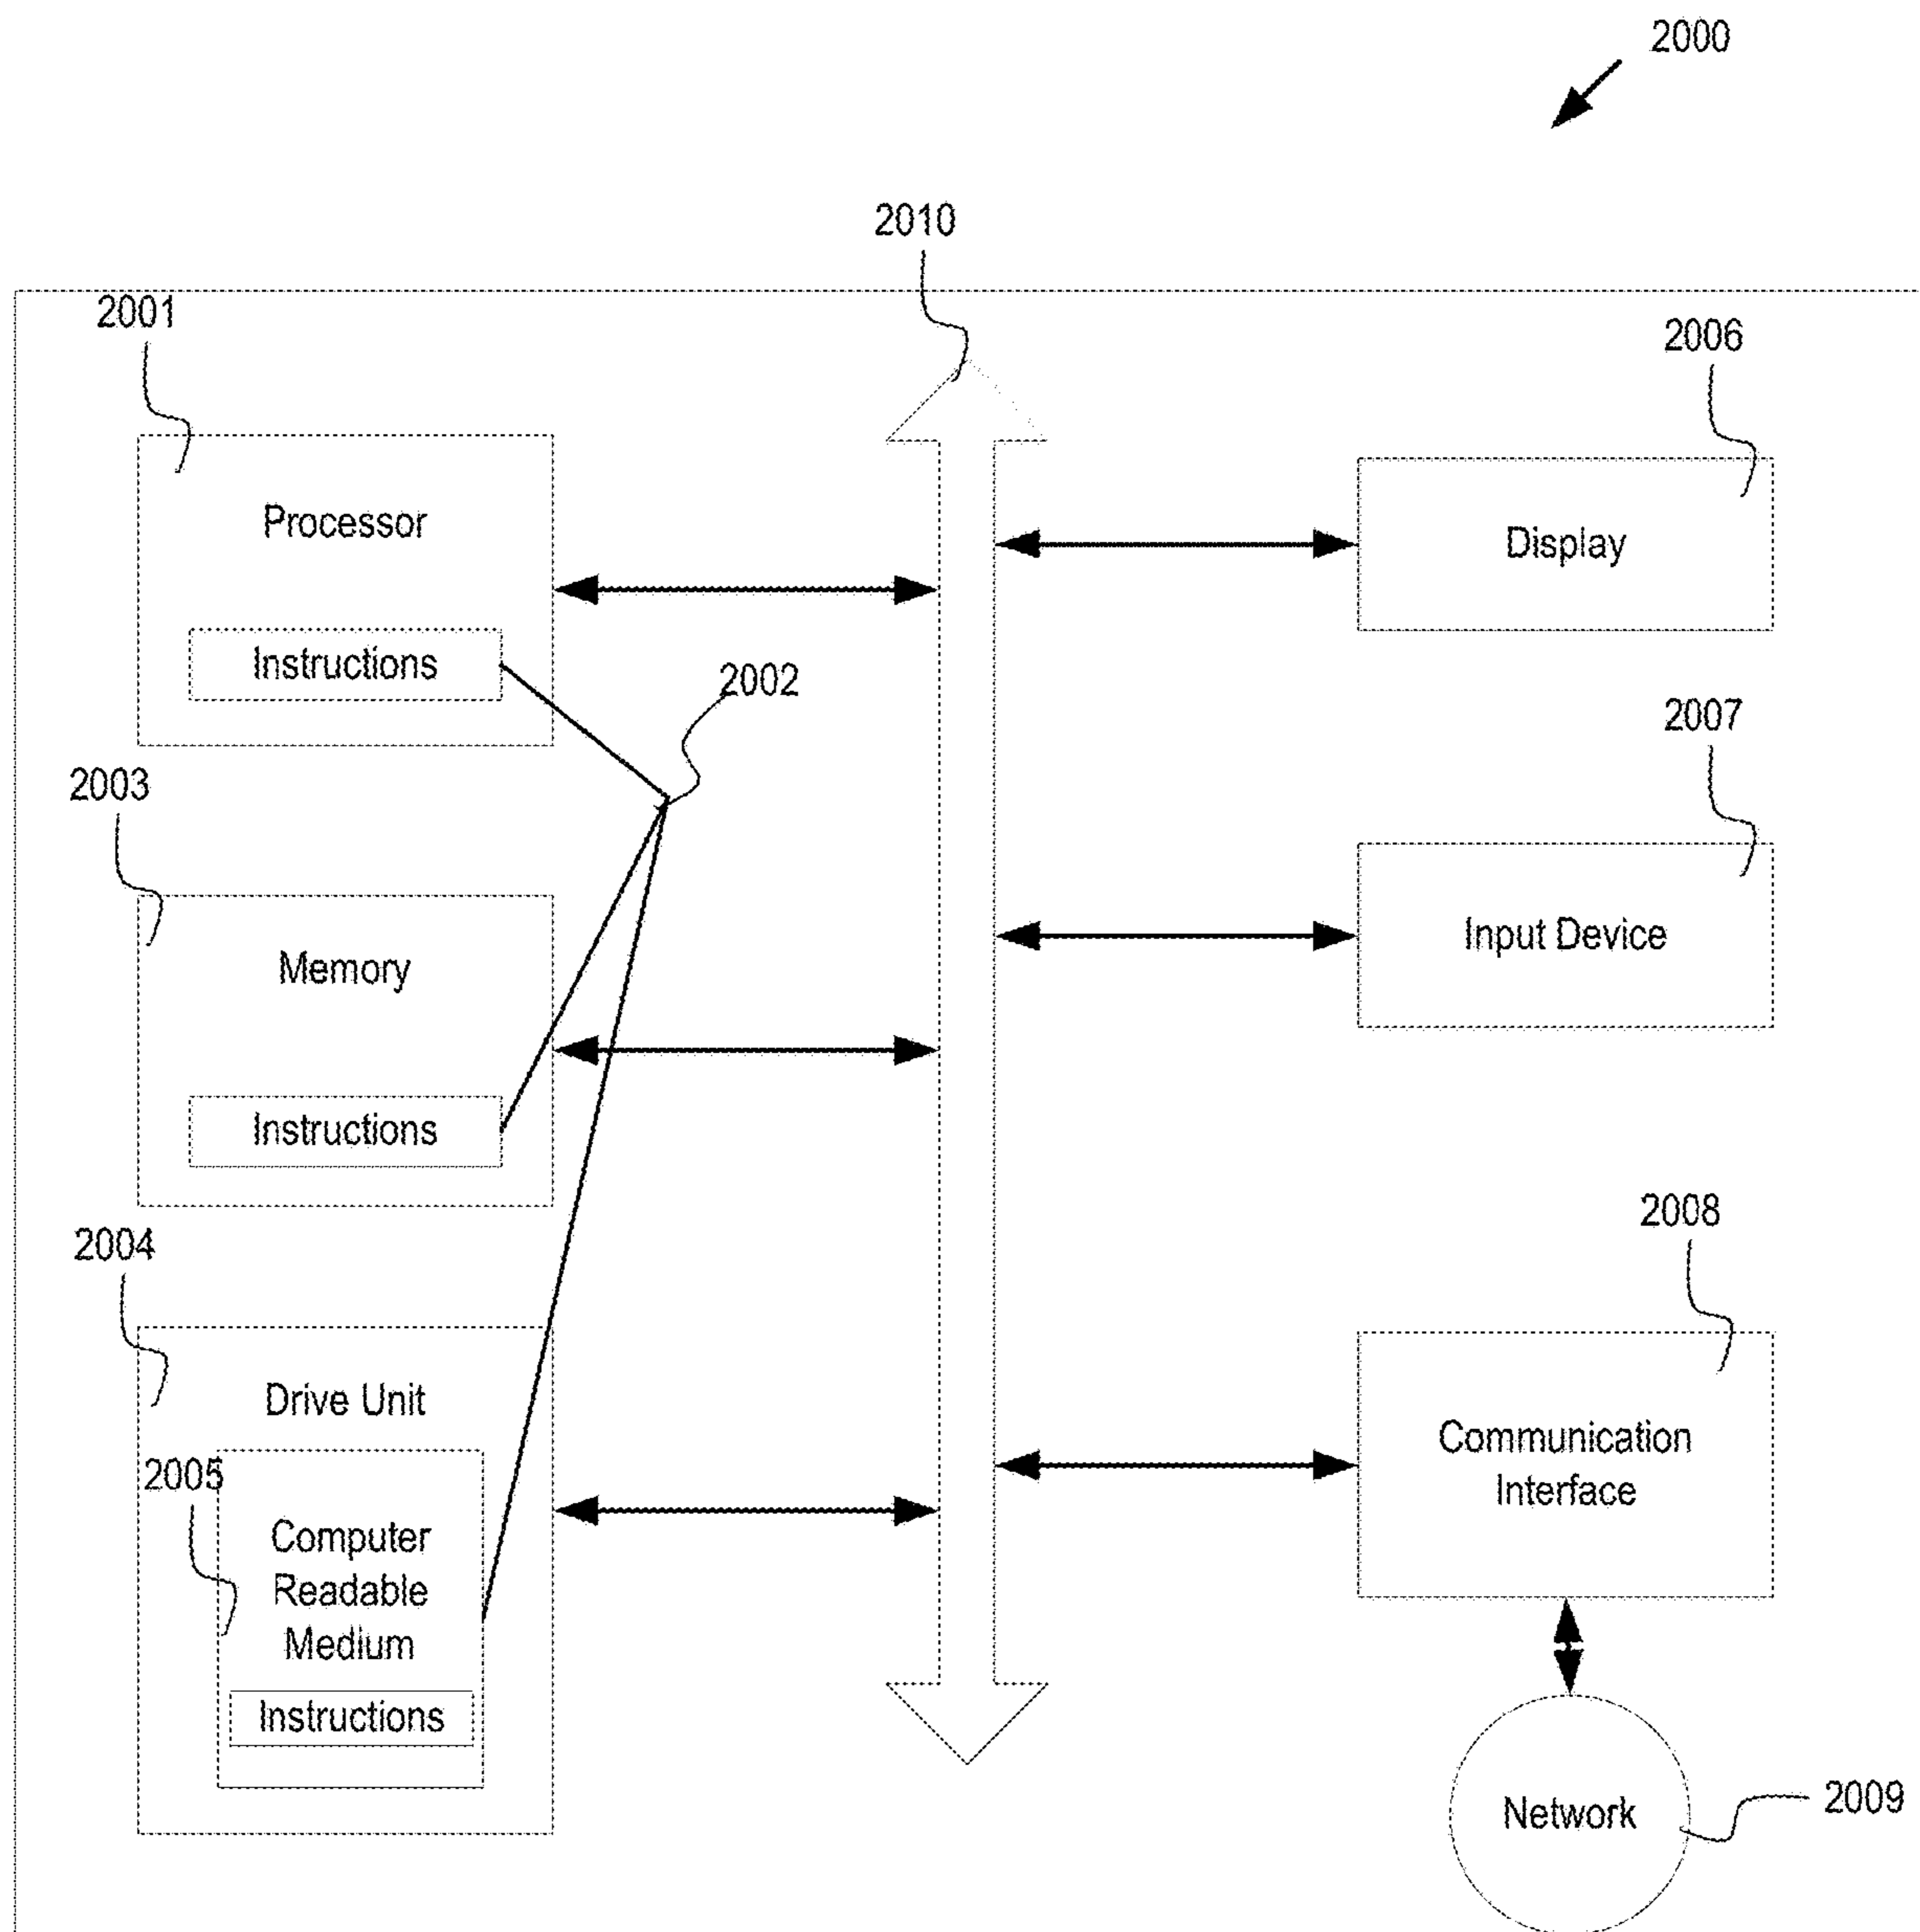 2000
2010
2001
2006
Processor
Display
Instructions
2002
2007
2003
Input Device
Memory
Instructions
2008
2004
Drive Unit
Communication
Interface
2005
Computer
Readable
Medium
Instructions
2009
Network